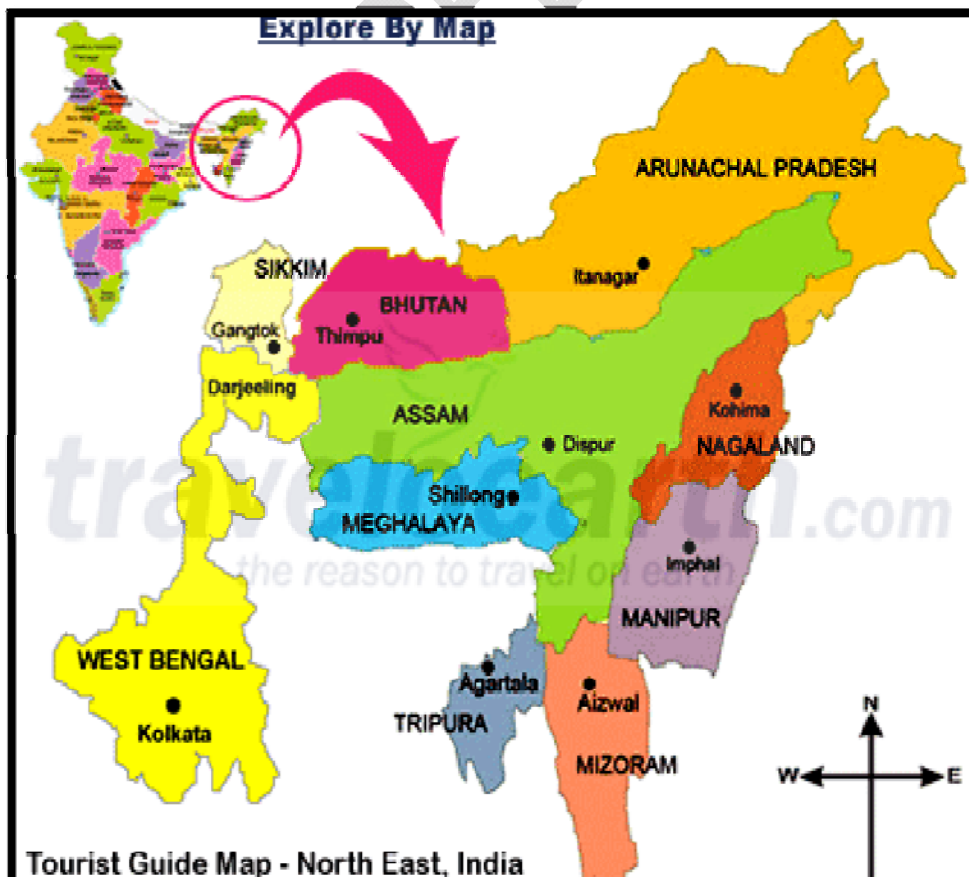 Explore By Map
ARUNACHAL PRADESH
SIKKIM
Itanagar
BHUTAN
Thimpu
Gangtok
Darjeeling
Kohima
ASSAM
Dispur
NAGALAND
traveloearth.com
Shillong
MEGHALAYA
the reason to travel on earth
Imphal
MANIPUR
WEST BENGAL
Agartala
Aizwal
Kolkata
TRIPURA
N
MIZORAM
W
E
Tourist Guide Map - North East, India